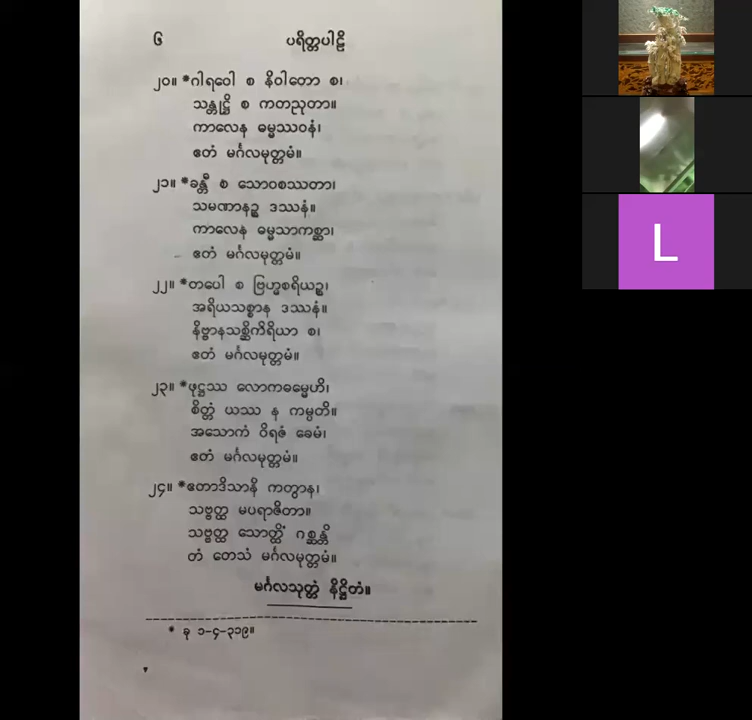 ၆ ပရိတ္တပါဠိ
၂၀။ *ဂါရဝေါ စ နိဝါတော စ၊
သန္တုဋ္ဌိ စ ကတညုတာ။
ကာလေန ဓမ္မဿဝနံ၊
ဧတံ မင်္ဂလမုတ္တမံ။
၂၁။ *ခန္တီ စ သောဝစဿတာ၊
သမဏာနဉ္စ ဒဿနံ။
ကာလေန ဓမ္မသာကစ္ဆာ၊
ဧတံ မင်္ဂလမုတ္တမံ။
၂၂။ *တပေါ စ ဗြဟ္မစရိယဉ္စ၊
အရိယသစ္စာန ဒဿနံ။
နိဗ္ဗာနသစ္ဆိကိရိယာ စ၊
ဧတံ မင်္ဂလမုတ္တမံ။
၂၃။ *ဖုဋ္ဌဿ လောကဓမ္မေဟိ၊
စိတ္တံ ယဿ န ကမ္ပတိ။
အသောကံ ဝိရဇံ ခေမံ၊
ဧတံ မင်္ဂလမုတ္တမံ။
၂၄။ *ဧတာဒိသာနိ ကတွာန၊
သဗ္ဗတ္ထ မပရာဇိတာ။
သဗ္ဗတ္ထ သောတ္ထိံ ဂစ္ဆန္တိ
တံ တေသံ မင်္ဂလမုတ္တမံ။
မင်္ဂလသုတ္တံ နိဋ္ဌိတံ။
* ခု ၁-၄-၃၁၉။
L